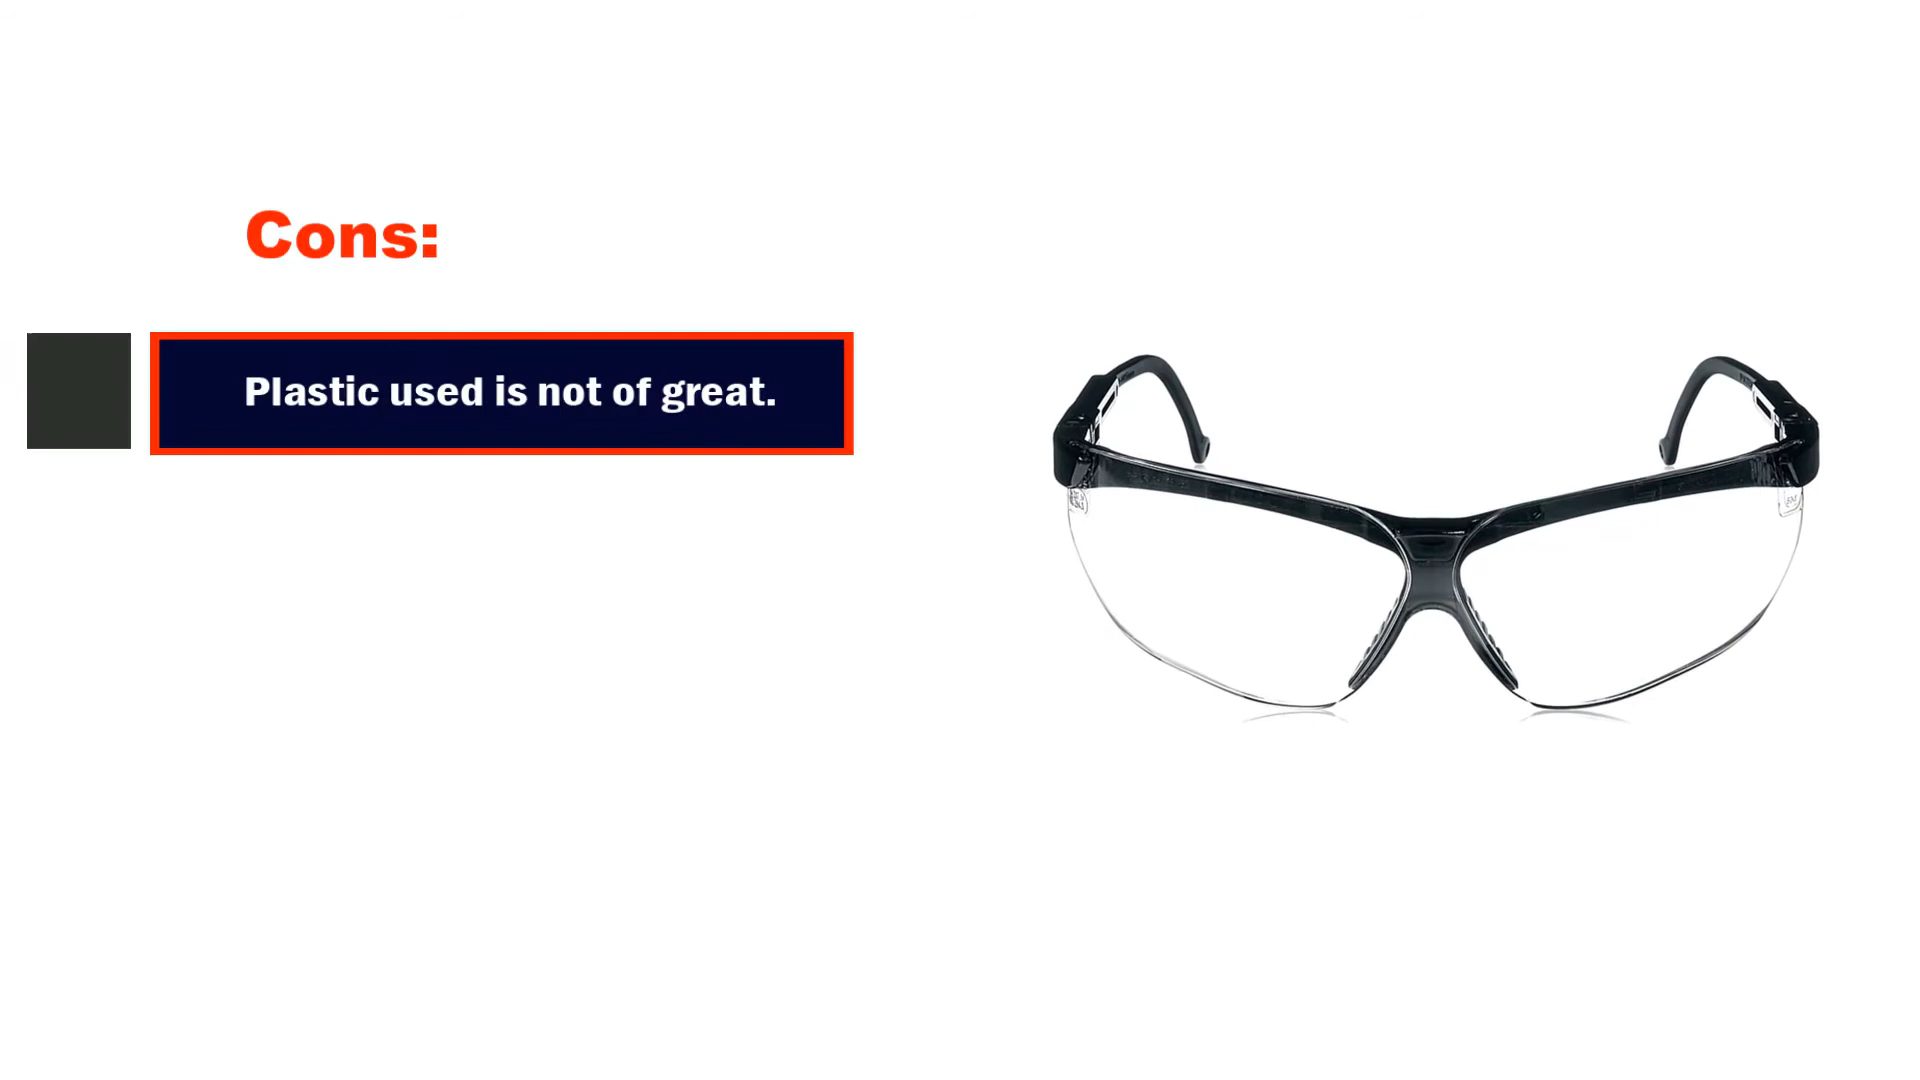 Cons:
Plastic used is not of great.